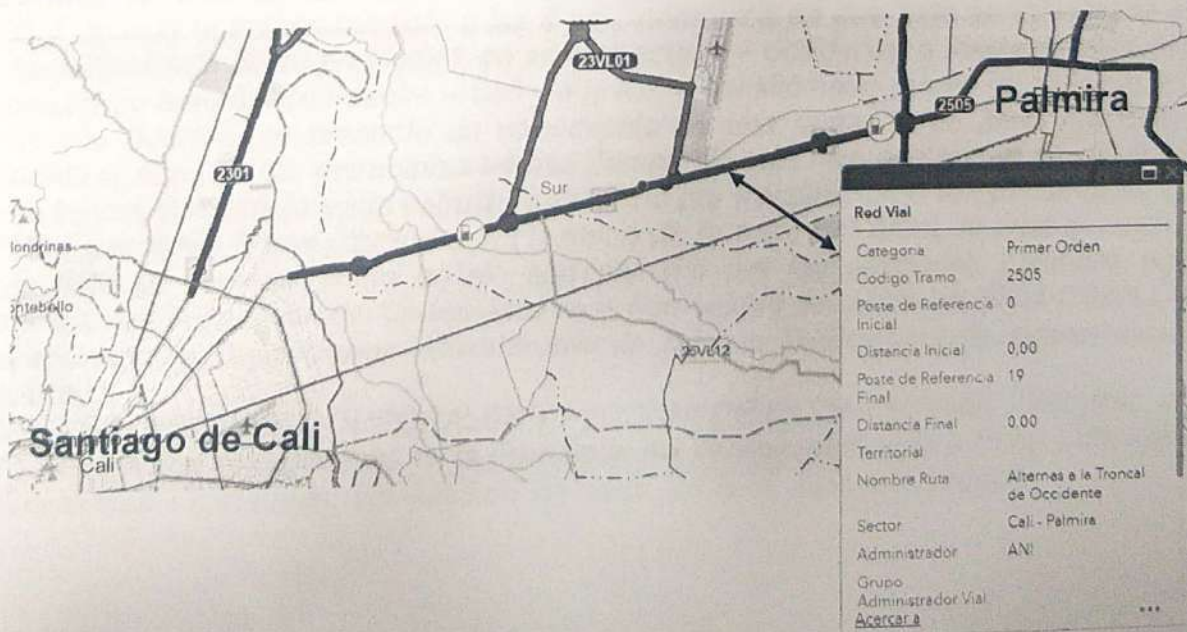 23VL01
2505
Palmira
2301
Sur
londrinas
ntebello
25VL12
Santiago de Cali
Cali
Red Vial
Categoria Primer Orden
Codigo Tramo 2505
Poste de Referencia 0
Inicial
Distancia Inicial 0,00
Poste de Referencia 19
Final
Distancia Final 0,00
Territorial
Nombre Ruta Alternas a la Troncal
de Occidente
Sector Cali - Palmira
Administrador ANI
Grupo
Administrador Vial
Acercar a